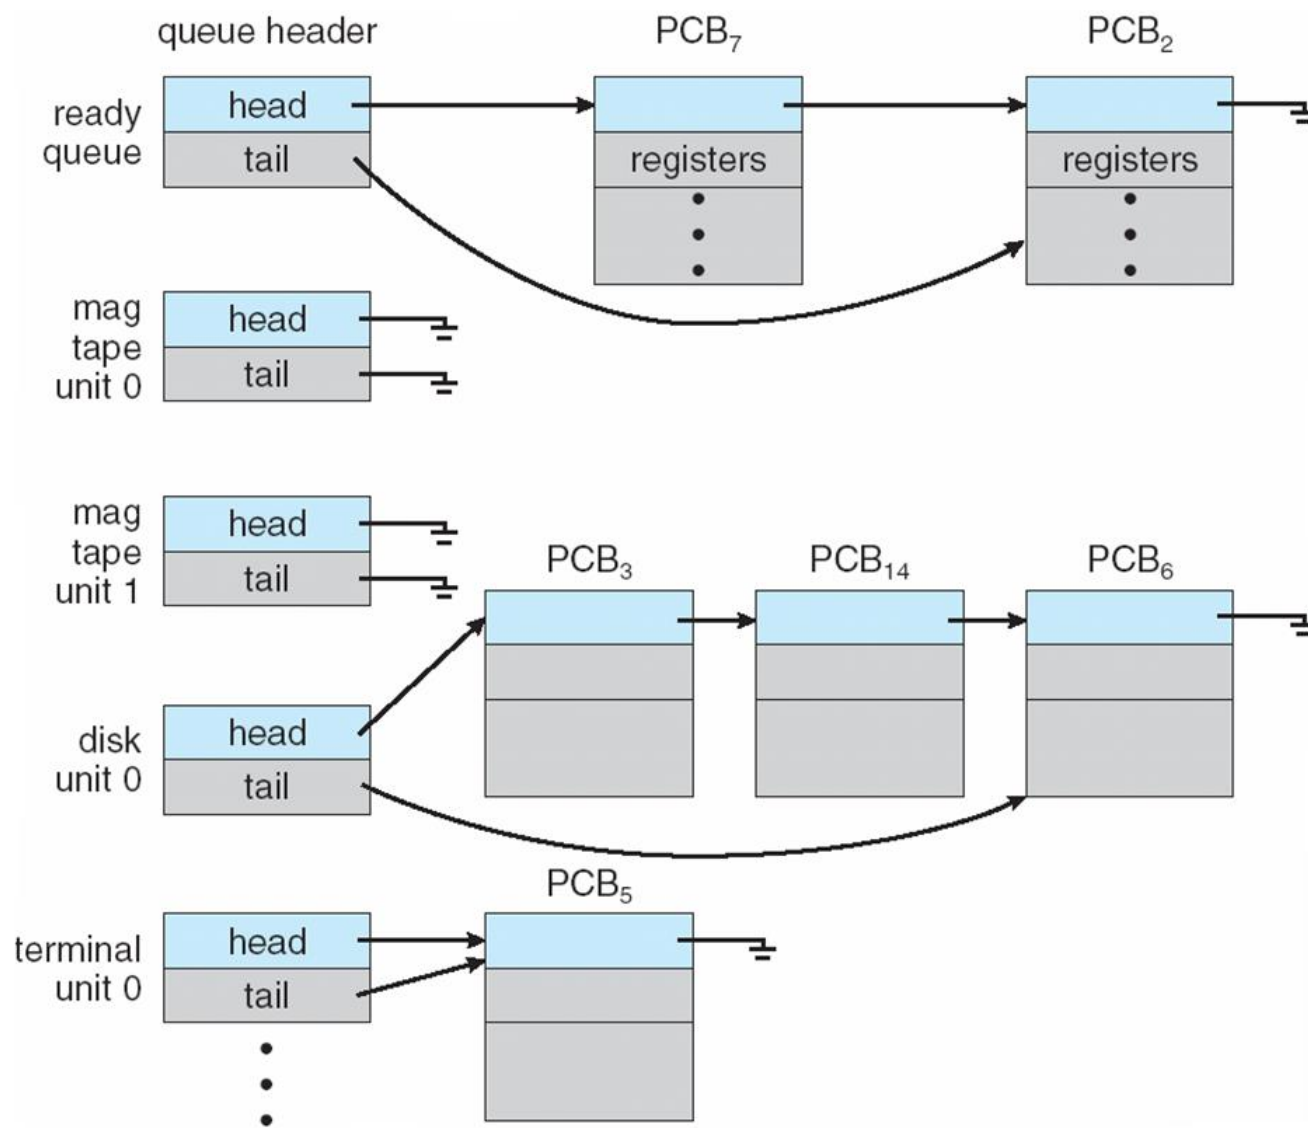 queue header
PCB₇
PCB₂
ready
queue
head
tail
registers
registers
mag
tape
unit 0
head
tail
mag
tape
unit 1
head
tail
PCB₃
PCB₁₄
PCB₆
disk
unit 0
head
tail
PCB₅
terminal
unit 0
head
tail